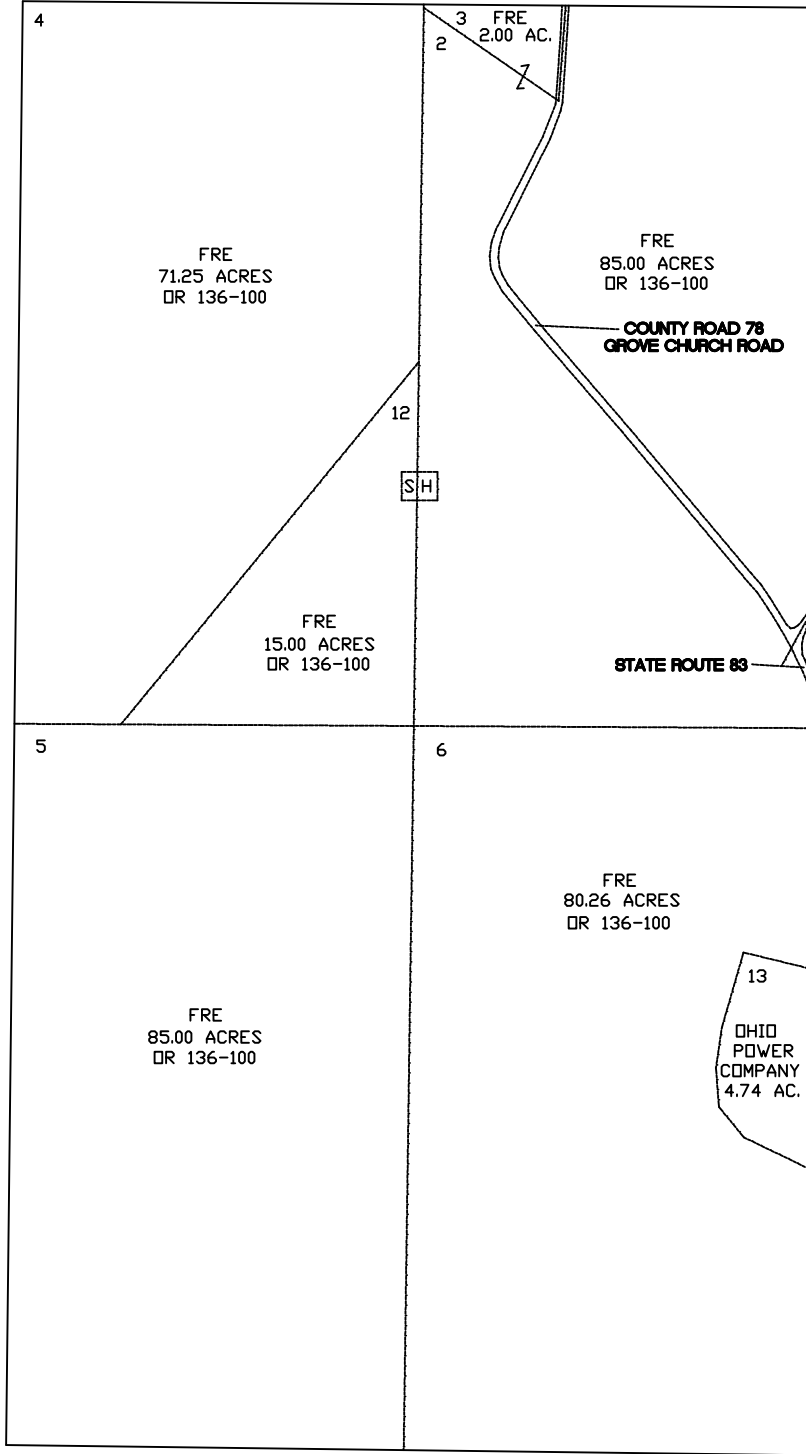 4
3 FRE
2.00 AC.
2
FRE
71.25 ACRES
OR 136-100
FRE
85.00 ACRES
OR 136-100
COUNTY ROAD 78
GROVE CHURCH ROAD
12
S H
FRE
15.00 ACRES
OR 136-100
STATE ROUTE 83
5
6
FRE
80.26 ACRES
OR 136-100
13
OHIO
POWER
COMPANY
4.74 AC.
FRE
85.00 ACRES
OR 136-100